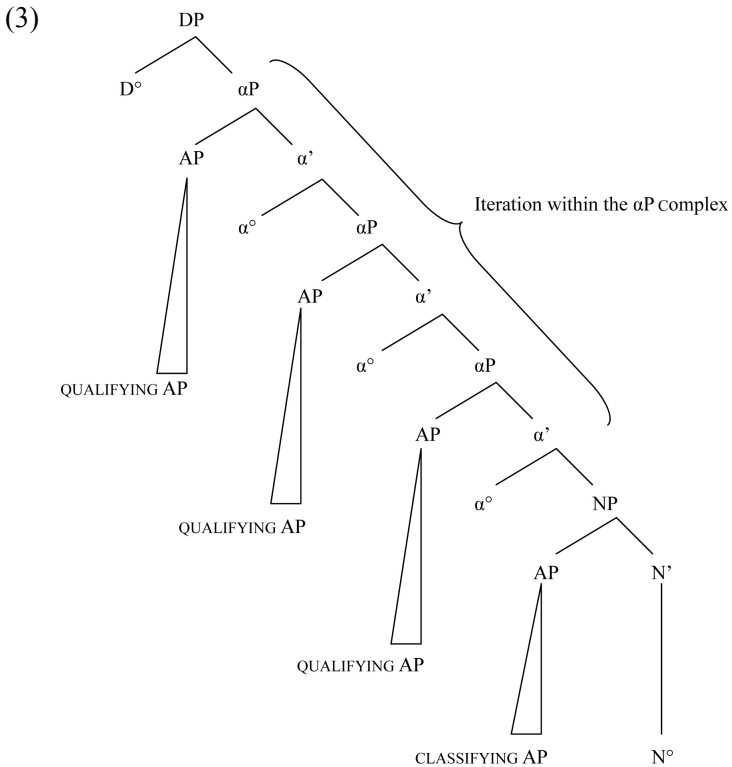 (3)
DP
D° αP
AP α’
Iteration within the αP complex
α° αP
AP α’
α° αP
QUALIFYING AP
AP α’
α° NP
QUALIFYING AP
AP N’
QUALIFYING AP
CLASSIFYING AP N°